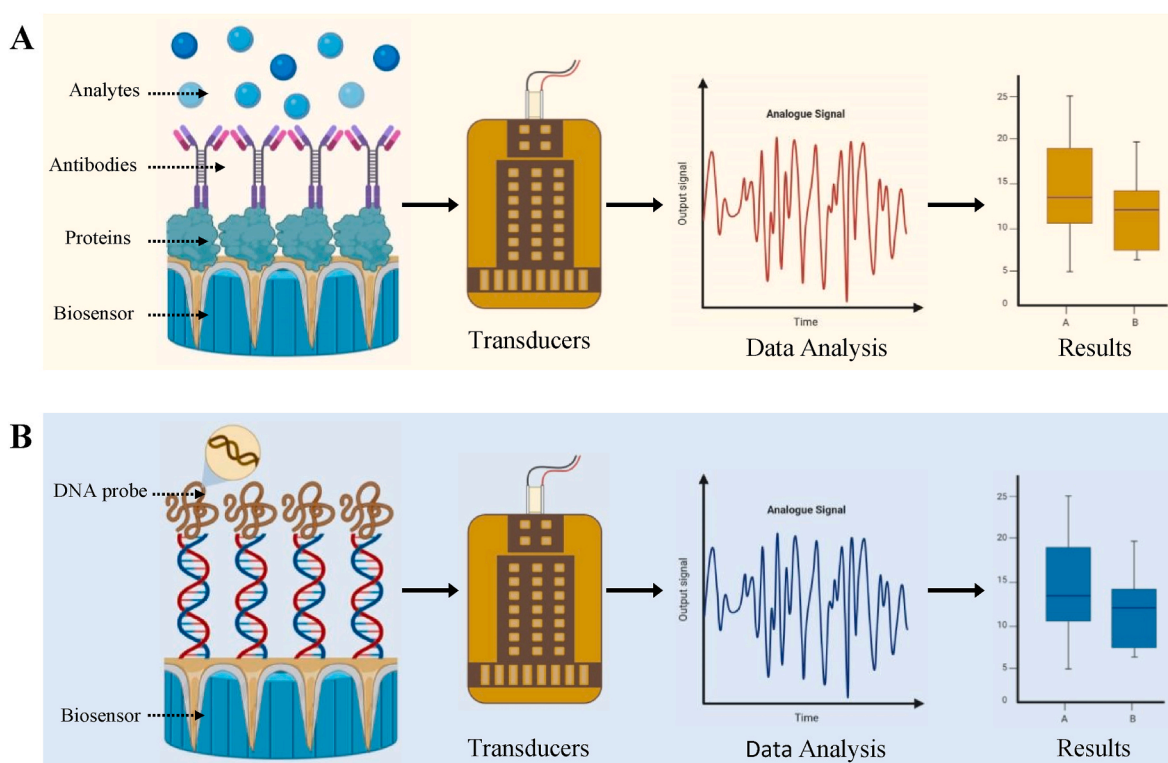 A
Analytes
Antibodies
Proteins
Biosensor
Transducers
Analogue Signal
Output signal
Time
Data Analysis
25
20
15
10
5
0
A B
Results
B
DNA probe
Biosensor
Transducers
Analogue Signal
Output signal
Time
Data Analysis
25
20
15
10
5
0
A B
Results